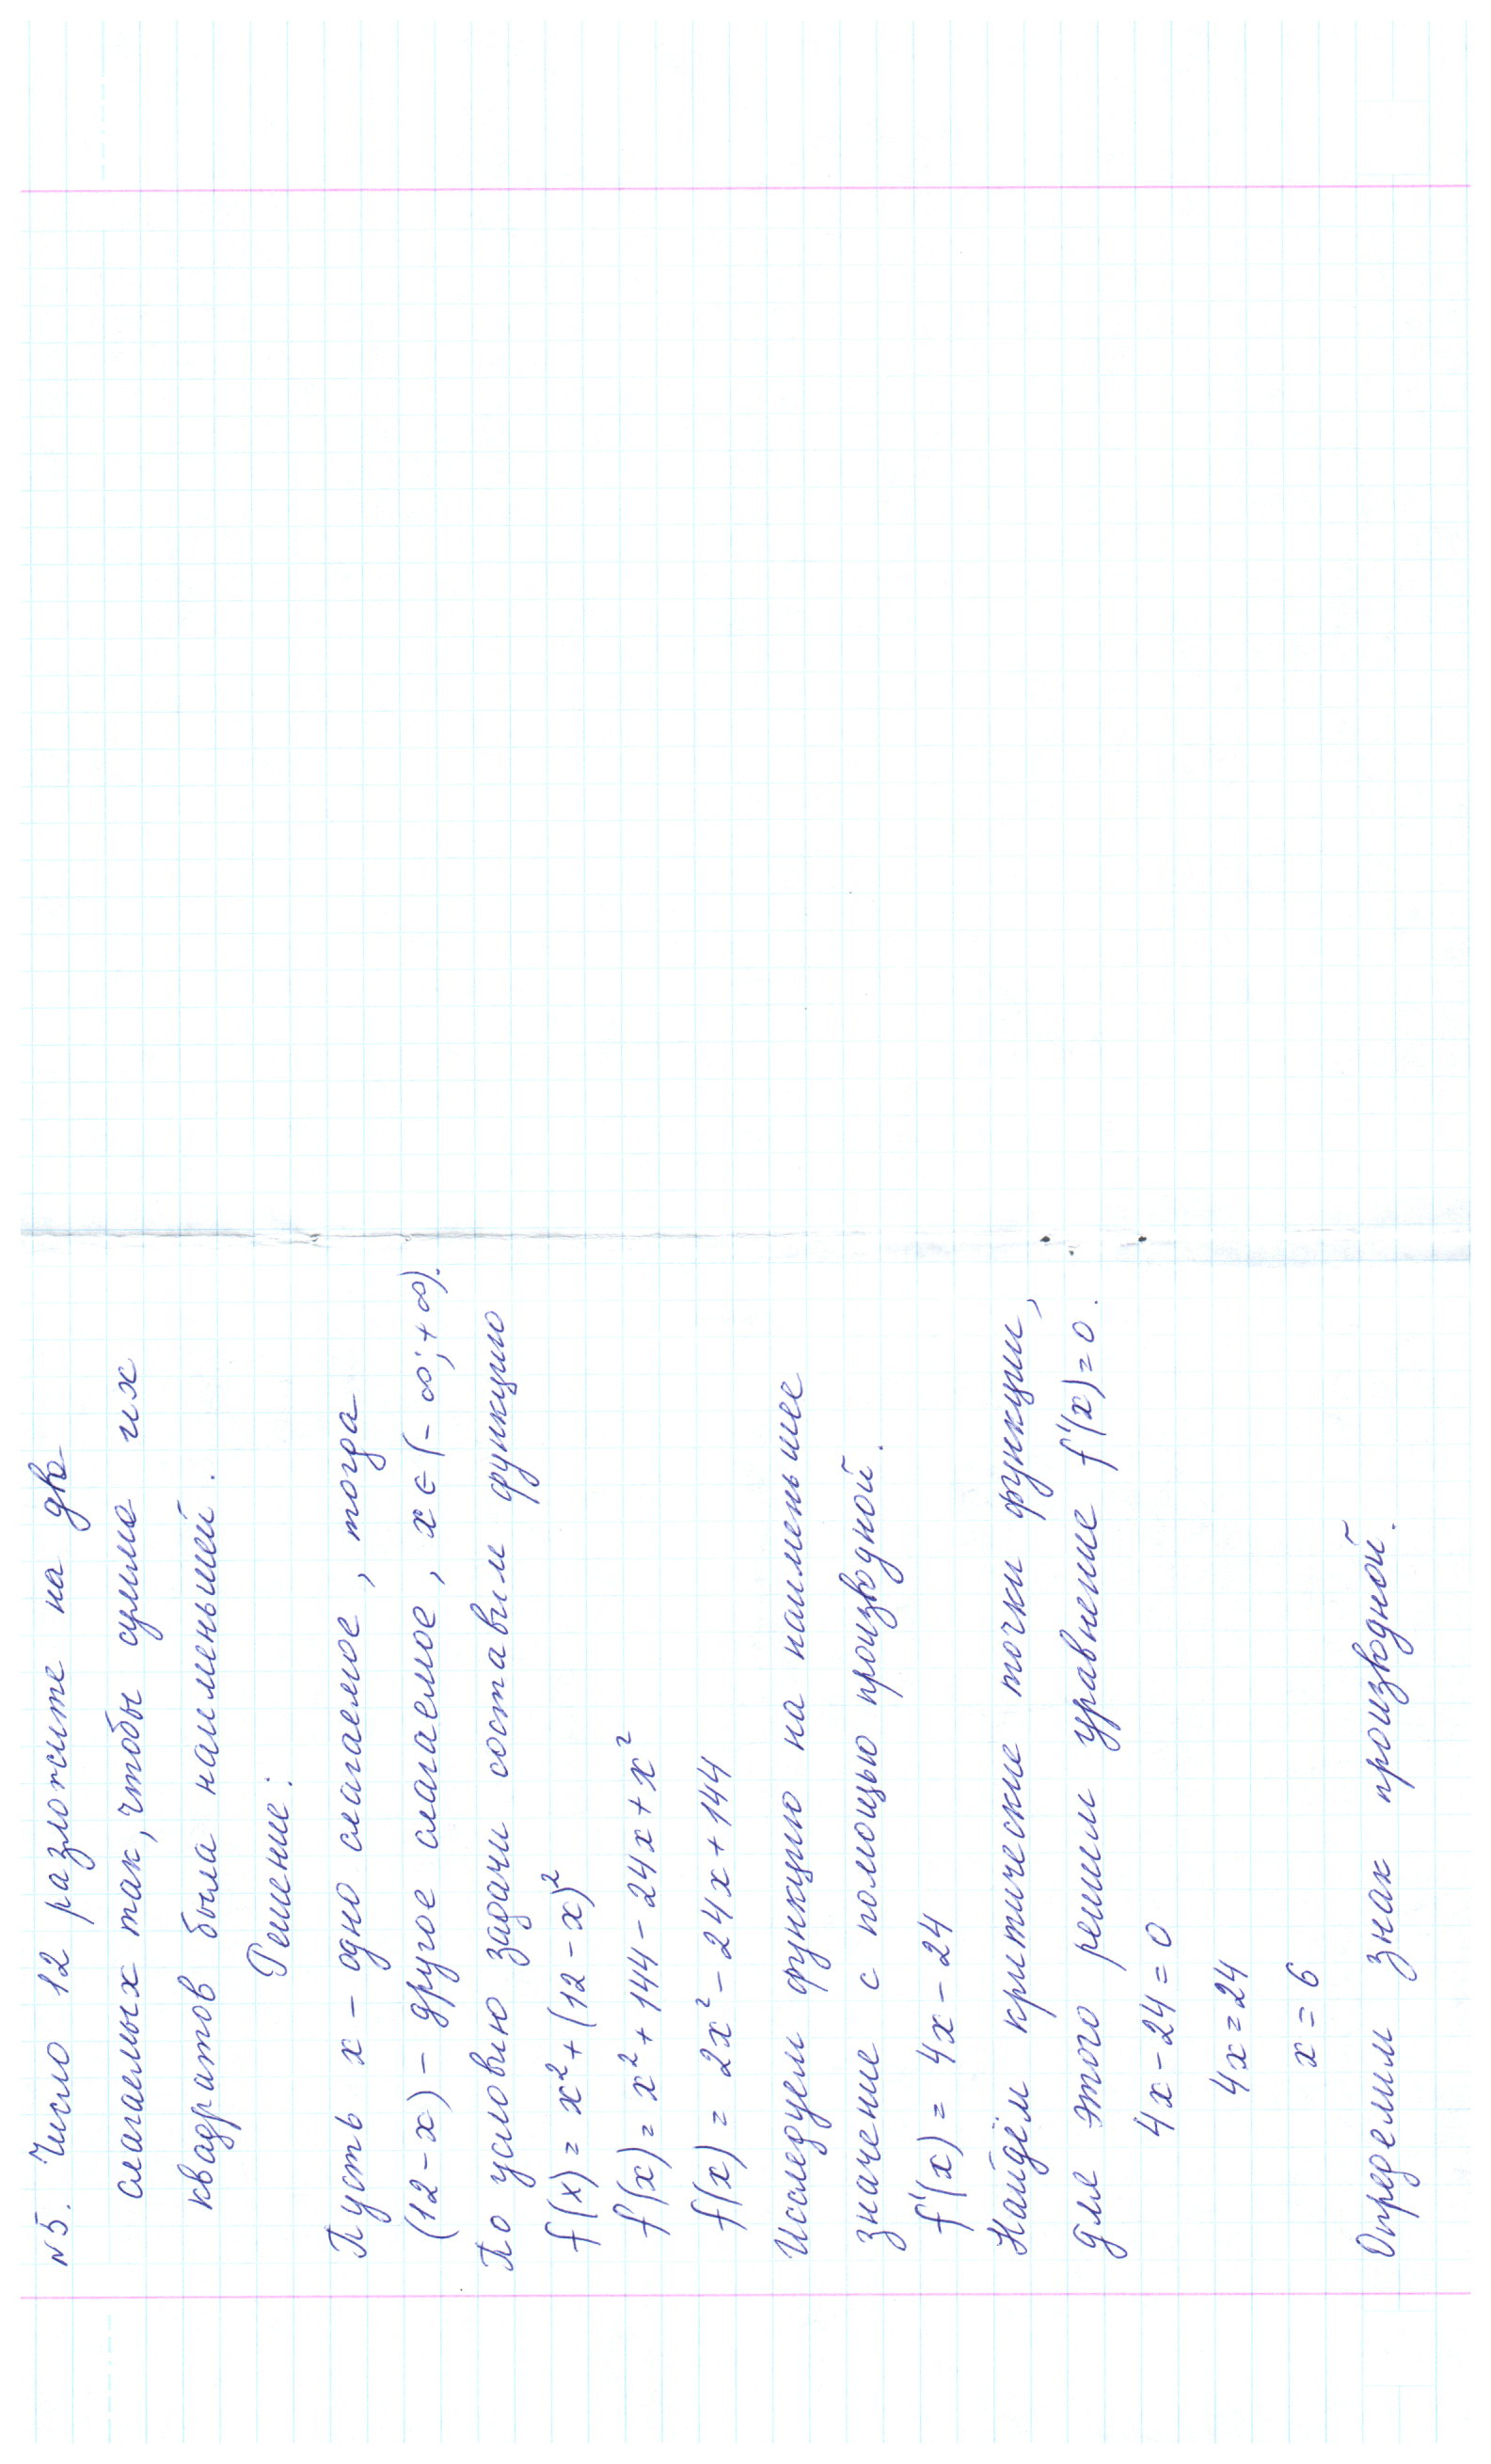 №5. Число 12 разложите на два
слагаемых так, чтобы сумма их
квадратов была наименьшей.
Решение:
Пусть x - одно слагаемое, тогда
(12-x) - другое слагаемое, x ∈ (-∞; +∞).
По условию задачи составим функцию
f(x) = x² + (12-x)²
f(x) = x² + 144 - 24x + x²
f(x) = 2x² - 24x + 144
Исследуем функцию на наименьшее
значение с помощью производной.
f'(x) = 4x - 24
Найдём критические точки функции,
для этого решим уравнение f'(x) = 0.
4x - 24 = 0
4x = 24
x = 6
Определим знак производной.